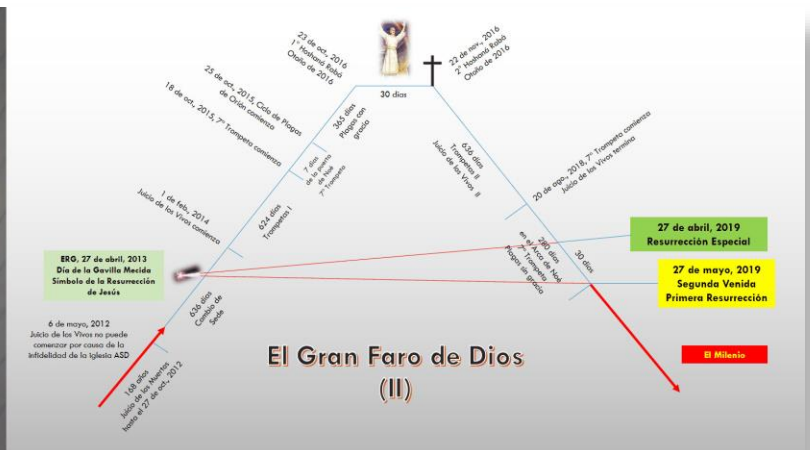 23 de oct., 2016
1° Hoshaná Rabá
Otoño de 2016
22 de nov., 2016
2° Hoshaná Rabá
Otoño de 2016
30 días
25 de oct., 2015, Ciclo de Plagas
de Orión comienza
18 de oct., 2015, 7° Trompeta comienza
365 días
Plagas con
gracia
7 días
de la puerta
de Noé
7° Trompeta
636 días
Trompetas II
Juicio de los Vivos II
20 de ago., 2018, 7° Trompeta comienza
Juicio de los Vivos termina
1 de feb., 2014
Juicio de los Vivos comienza
624 días
Trompetas I
27 de abril, 2019
Resurrección Especial
ERG, 27 de abril, 2013
Día de la Gavilla Mecida
Símbolo de la Resurrección
de Jesús
280 días
en el Arca de Noé
7° Trompeta
Plagas sin gracia
30 días
27 de mayo, 2019
Segunda Venida
Primera Resurrección
636 días
Cambio de
Sede
6 de mayo, 2012
Juicio de los Vivos no puede
comenzar por causa de la
infidelidad de la iglesia ASD
El Gran Faro de Dios
(II)
El Milenio
168 años
Juicio de los Muertos
hasta el 27 de oct, 2012